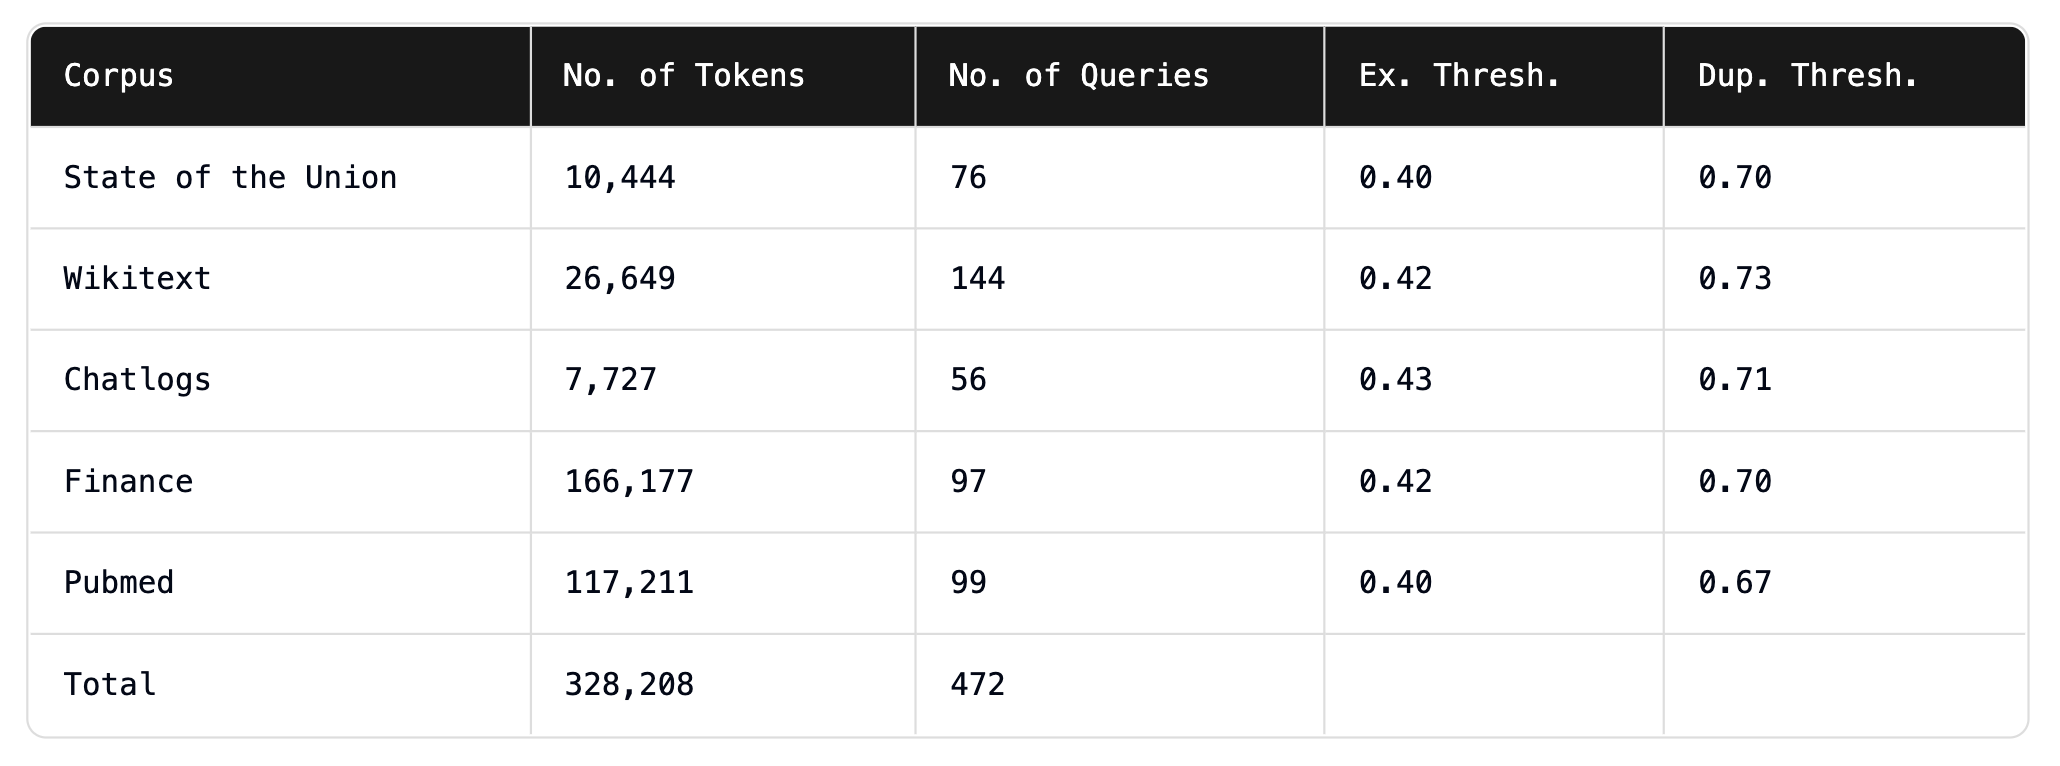 Corpus No. of Tokens No. of Queries Ex. Thresh. Dup. Thresh.
State of the Union 10,444 76 0.40 0.70
Wikitext 26,649 144 0.42 0.73
Chatlogs 7,727 56 0.43 0.71
Finance 166,177 97 0.42 0.70
Pubmed 117,211 99 0.40 0.67
Total 328,208 472